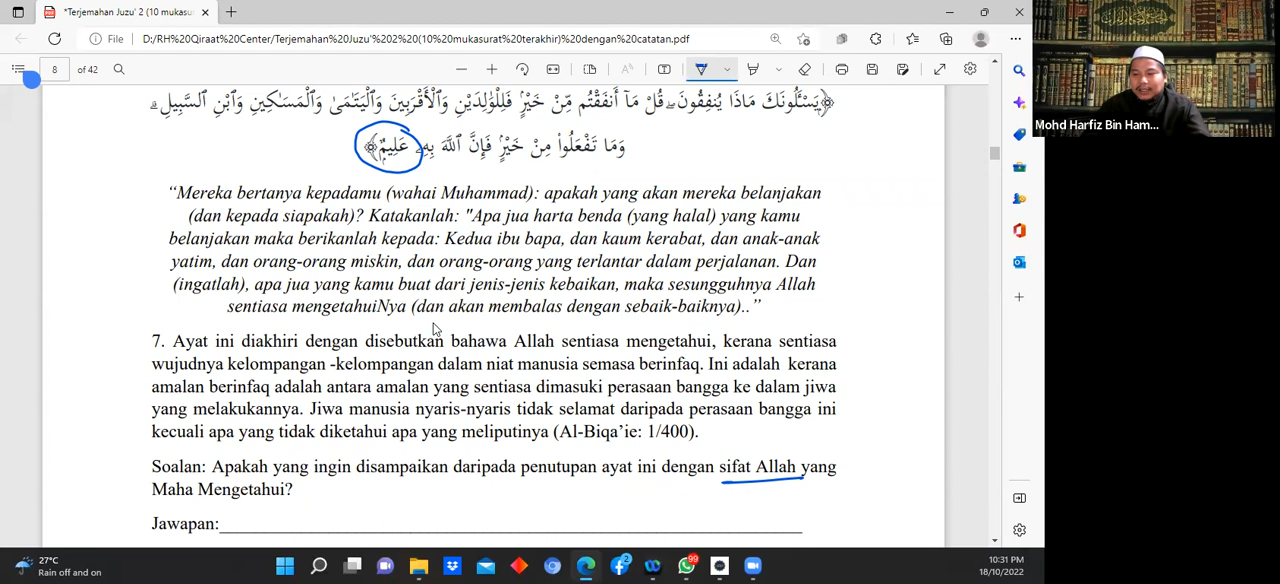 *Terjemahan Juzu' 2 (10 mukasur
File
D:/RH%20Qiraat%20Center/Terjemahan%20Juzu'%202%20(10%20mukasurat%20terakhir)%20dengan%20catatan.pdf
8 of 42
﴿يَسْـَٔلُونَكَ مَاذَا يُنفِقُونَۖ قُلْ مَآ أَنفَقْتُم مِّنْ خَيْرٍ فَلِلْوَٰلِدَيْنِ وَٱلْأَقْرَبِينَ وَٱلْيَتَـٰمَىٰ وَٱلْمَسَـٰكِينِ وَٱبْنِ ٱلسَّبِيلِۗ
وَمَا تَفْعَلُوا۟ مِنْ خَيْرٍ فَإِنَّ ٱللَّهَ بِهِۦ عَلِيمٌ﴾
“Mereka bertanya kepadamu (wahai Muhammad): apakah yang akan mereka belanjakan
(dan kepada siapakah)? Katakanlah: "Apa jua harta benda (yang halal) yang kamu
belanjakan maka berikanlah kepada: Kedua ibu bapa, dan kaum kerabat, dan anak-anak
yatim, dan orang-orang miskin, dan orang-orang yang terlantar dalam perjalanan. Dan
(ingatlah), apa jua yang kamu buat dari jenis-jenis kebaikan, maka sesungguhnya Allah
sentiasa mengetahuiNya (dan akan membalas dengan sebaik-baiknya)..”
7. Ayat ini diakhiri dengan disebutkan bahawa Allah sentiasa mengetahui, kerana sentiasa
wujudnya kelompangan -kelompangan dalam niat manusia semasa berinfaq. Ini adalah kerana
amalan berinfaq adalah antara amalan yang sentiasa dimasuki perasaan bangga ke dalam jiwa
yang melakukannya. Jiwa manusia nyaris-nyaris tidak selamat daripada perasaan bangga ini
kecuali apa yang tidak diketahui apa yang meliputinya (Al-Biqa’ie: 1/400).
Soalan: Apakah yang ingin disampaikan daripada penutupan ayat ini dengan sifat Allah yang
Maha Mengetahui?
Jawapan:
Mohd Harfiz Bin Ham...
27°C
Rain off and on
2
99
10:31 PM
18/10/2022